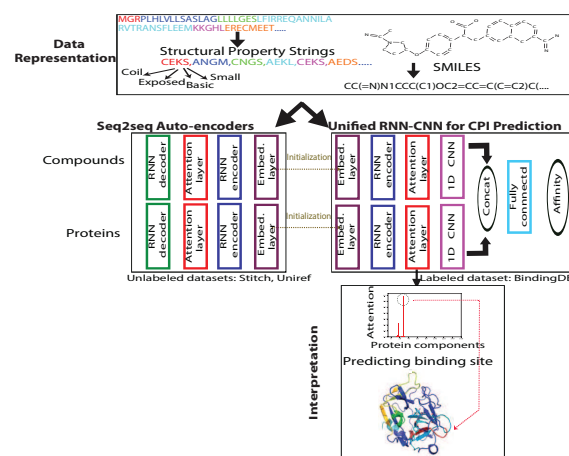 MGRPLHLVLLSASLAGLLLLGESLFIRREQANNILA
RVTRANSFLEEMKKGHLERECMEET.....
Data
Representation
Structural Property Strings
CEKS,ANGM,CNGS,AEKL,CEKS,AEDS.....
Coil
Exposed
Basic
Small
SMILES
CC(=N)N1CCC(C1)OC2=CC=C(C=C2)C(....
Seq2seq Auto-encoders
Unified RNN-CNN for CPI Prediction
Compounds
RNN decoder
Attention layer
RNN encoder
Embed. layer
Initialization
Embed. layer
RNN encoder
Attention layer
1D CNN
Proteins
RNN decoder
Attention layer
RNN encoder
Embed. layer
Initialization
Embed. layer
RNN encoder
Attention layer
1D CNN
Concat
Fully connnectd
Affinity
Unlabeled datasets: Stitch, Uniref
Labeled dataset: BindingDB
Interpretation
Attention
Protein components
Predicting binding site